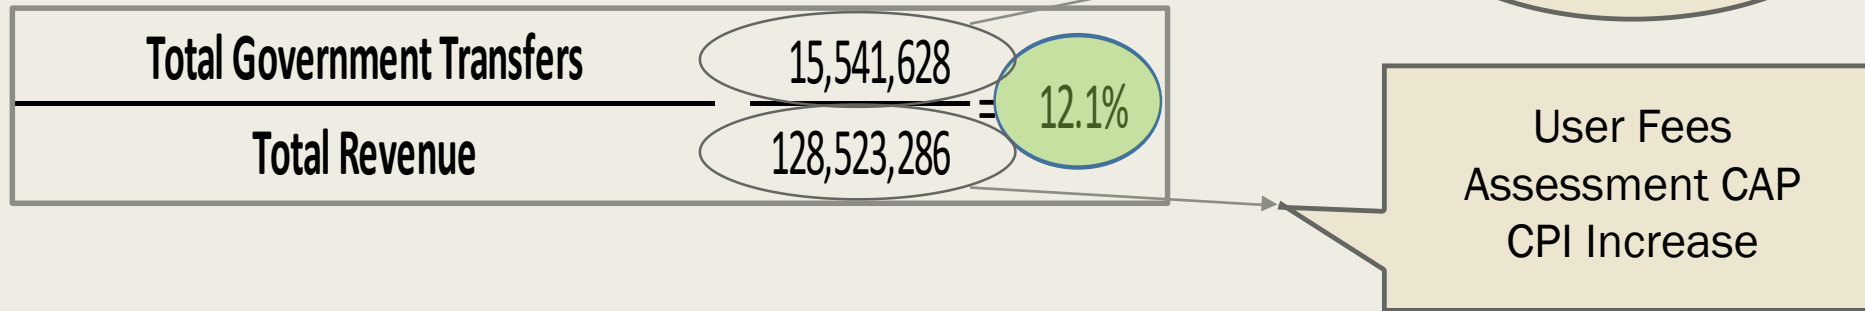 Total Government Transfers 15,541,628
= 12.1%
Total Revenue 128,523,286
User Fees
Assessment CAP
CPI Increase